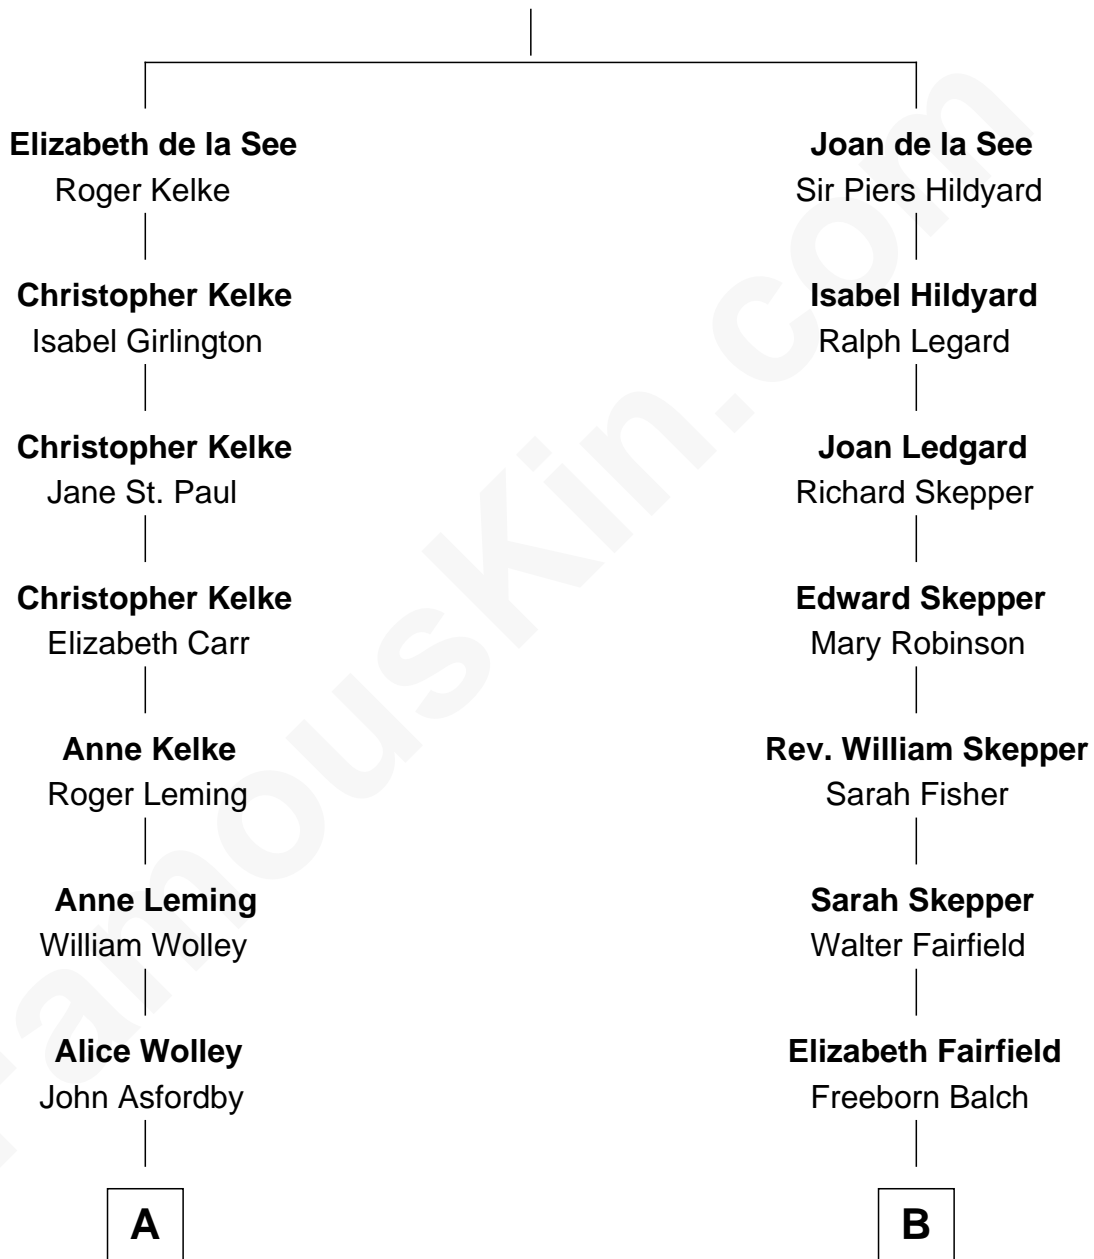 Elizabeth de la See
Roger Kelke
Christopher Kelke
Isabel Girlington
Christopher Kelke
Jane St. Paul
Christopher Kelke
Elizabeth Carr
Anne Kelke
Roger Leming
Anne Leming
William Wolley
Alice Wolley
John Asfordby
A
Joan de la See
Sir Piers Hildyard
Isabel Hildyard
Ralph Legard
Joan Ledgard
Richard Skepper
Edward Skepper
Mary Robinson
Rev. William Skepper
Sarah Fisher
Sarah Skepper
Walter Fairfield
Elizabeth Fairfield
Freeborn Balch
B
FamousKin.com